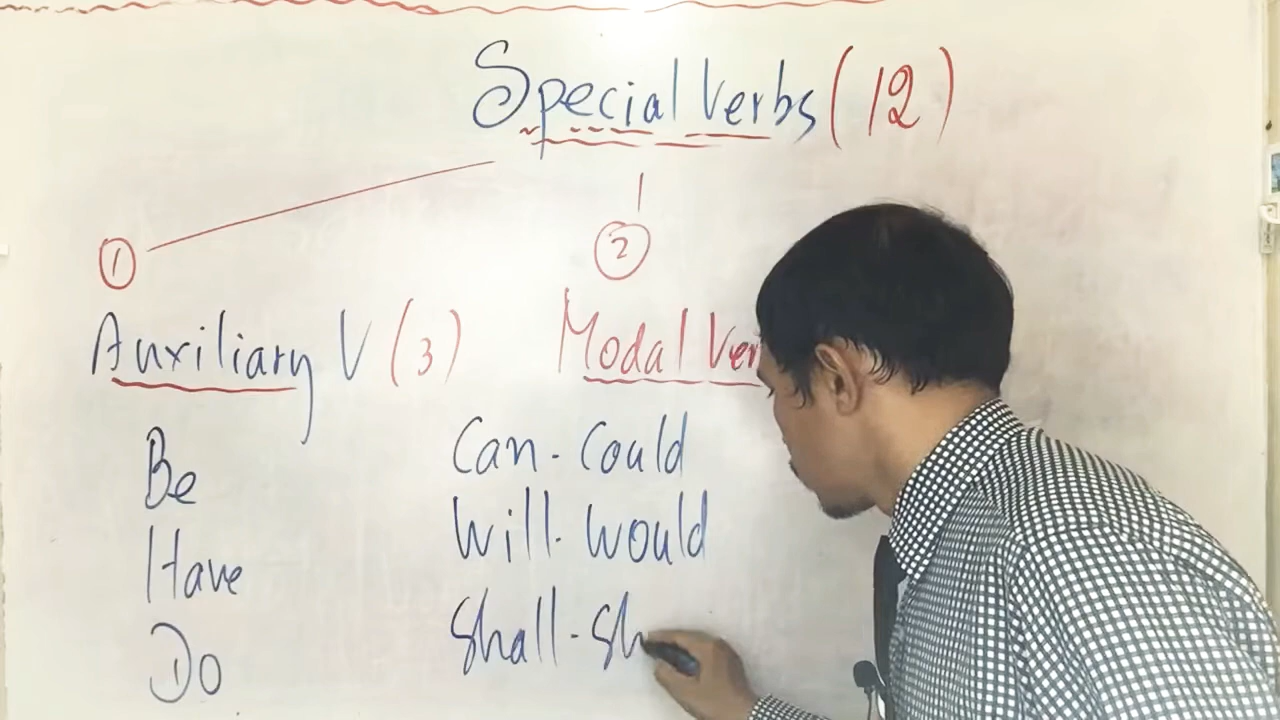 Special Verbs (12)
1 2
Auxiliary V (3) Modal Ver
Be Can - Could
Have Will - Would
Do Shall - Sh